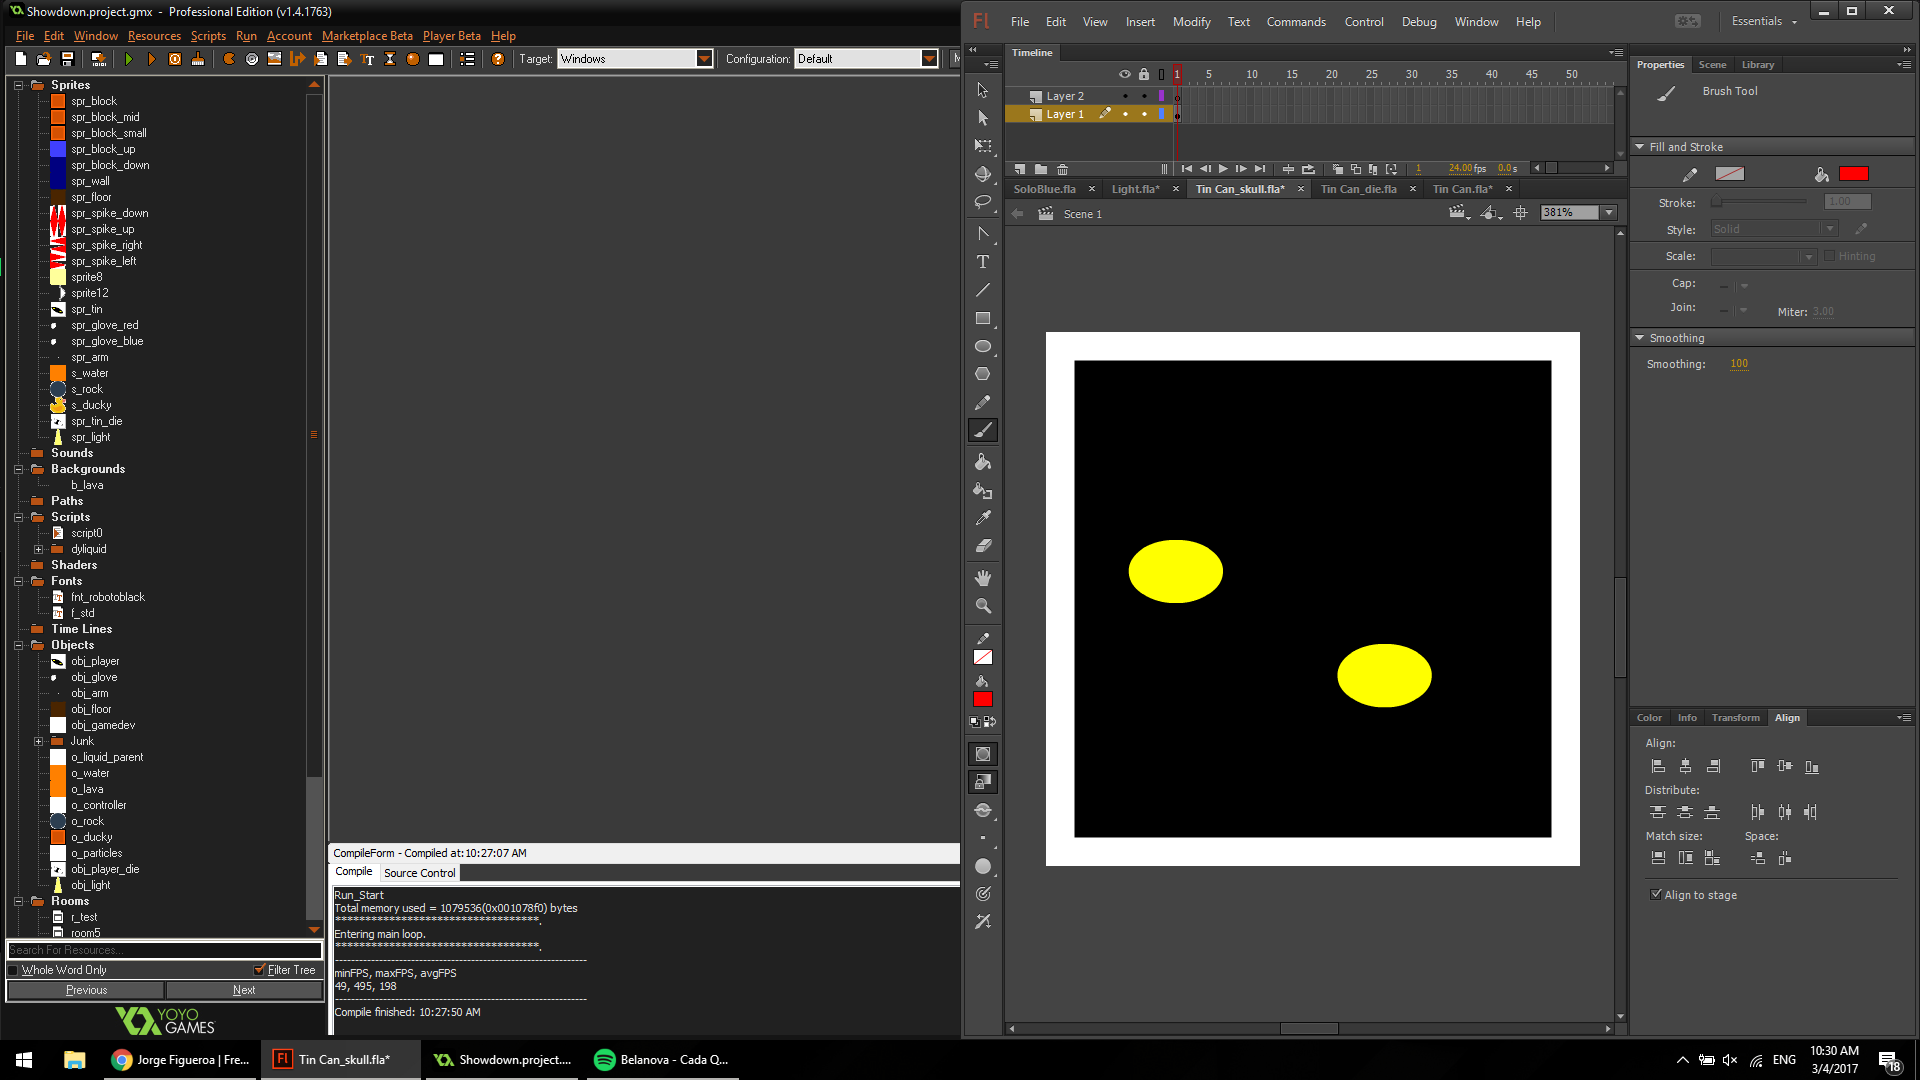 Showdown.project.gmx - Professional Edition (v1.4.1763)
File Edit Window Resources Scripts Run Account Marketplace Beta Player Beta Help
Target: Windows Configuration: Default
Sprites
spr_block
spr_block_mid
spr_block_small
spr_block_up
spr_block_down
spr_wall
spr_floor
spr_spike_down
spr_spike_up
spr_spike_right
spr_spike_left
sprite8
sprite12
spr_tin
spr_glove_red
spr_glove_blue
spr_arm
s_water
s_rock
s_ducky
spr_tin_die
spr_light
Sounds
Backgrounds
b_lava
Paths
Scripts
script0
dyliquid
Shaders
Fonts
fnt_robotoblack
f_std
Time Lines
Objects
obj_player
obj_glove
obj_arm
obj_floor
obj_gamedev
Junk
o_liquid_parent
o_water
o_lava
o_controller
o_rock
o_ducky
o_particles
obj_player_die
obj_light
Rooms
r_test
room5
Search For Resources...
Whole Word Only Filter Tree
Previous Next
YOYO
GAMES
CompileForm - Compiled at:10:27:07 AM
Compile Source Control
Run_Start
Total memory used = 1079536(0x001078f0) bytes
***********************************.
Entering main loop.
***********************************.
minFPS, maxFPS, avgFPS
49, 495, 198
Compile finished: 10:27:50 AM
Fl File Edit View Insert Modify Text Commands Control Debug Window Help Essentials
Timeline
1 5 10 15 20 25 30 35 40 45 50
Layer 2
Layer 1
1 24.00 fps 0.0 s
SoloBlue.fla Light.fla* Tin Can_skull.fla* Tin Can_die.fla Tin Can.fla*
Scene 1 381%
T
Properties Scene Library
Brush Tool
Fill and Stroke
Stroke: 1.00
Style: Solid
Scale: Hinting
Cap:
Join: Miter: 3.00
Smoothing
Smoothing: 100
Color Info Transform Align
Align:
Distribute:
Match size: Space:
Align to stage
Jorge Figueroa | Fre...
Fl Tin Can_skull.fla*
Showdown.project....
Belanova - Cada Q...
ENG
10:30 AM
3/4/2017
18